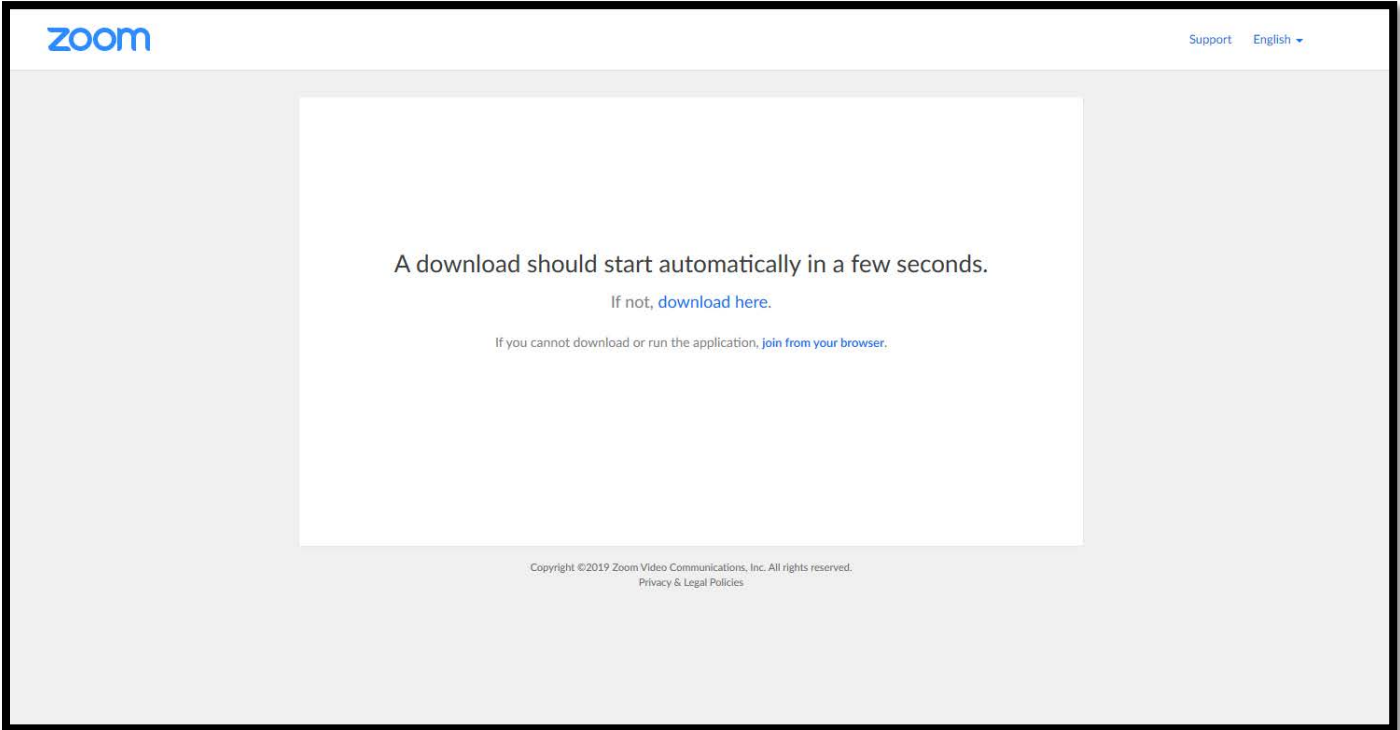 zoom
Support English
A download should start automatically in a few seconds.
If not, download here.
If you cannot download or run the application, join from your browser.
Copyright ©2019 Zoom Video Communications, Inc. All rights reserved.
Privacy & Legal Policies